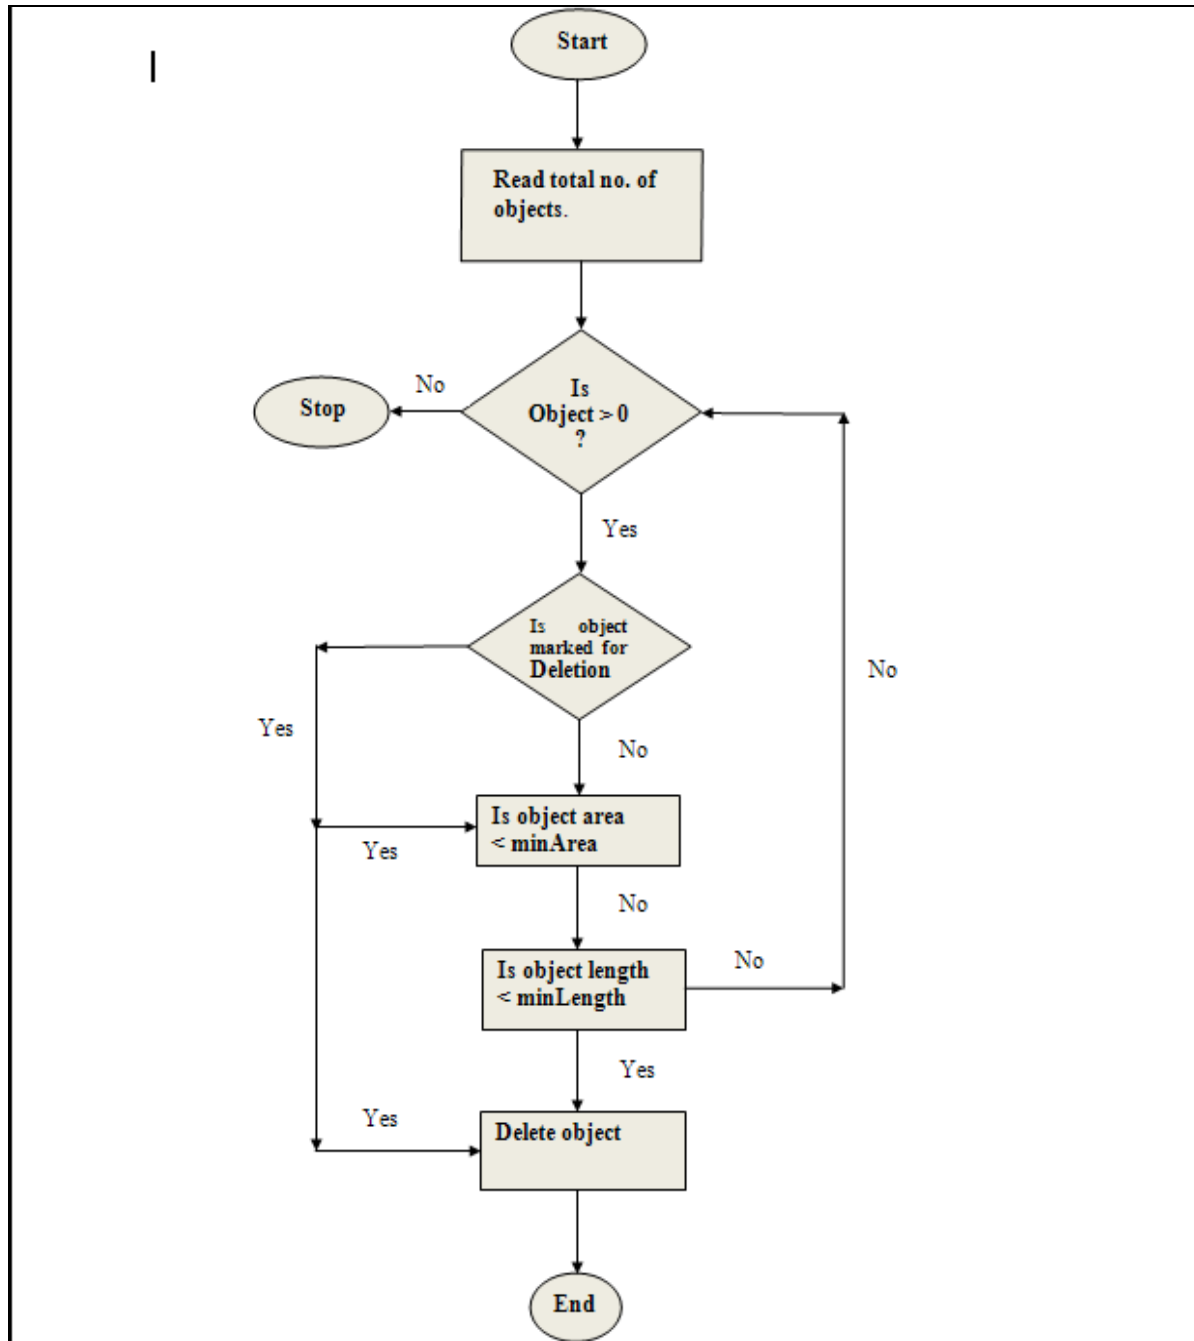 Start
Read total no. of
objects.
Is
Object > 0
?
No
Stop
Yes
Is object
marked for
Deletion
No
Yes
No
Is object area
< minArea
Yes
No
Is object length
< minLength
No
Yes
Yes
Delete object
End